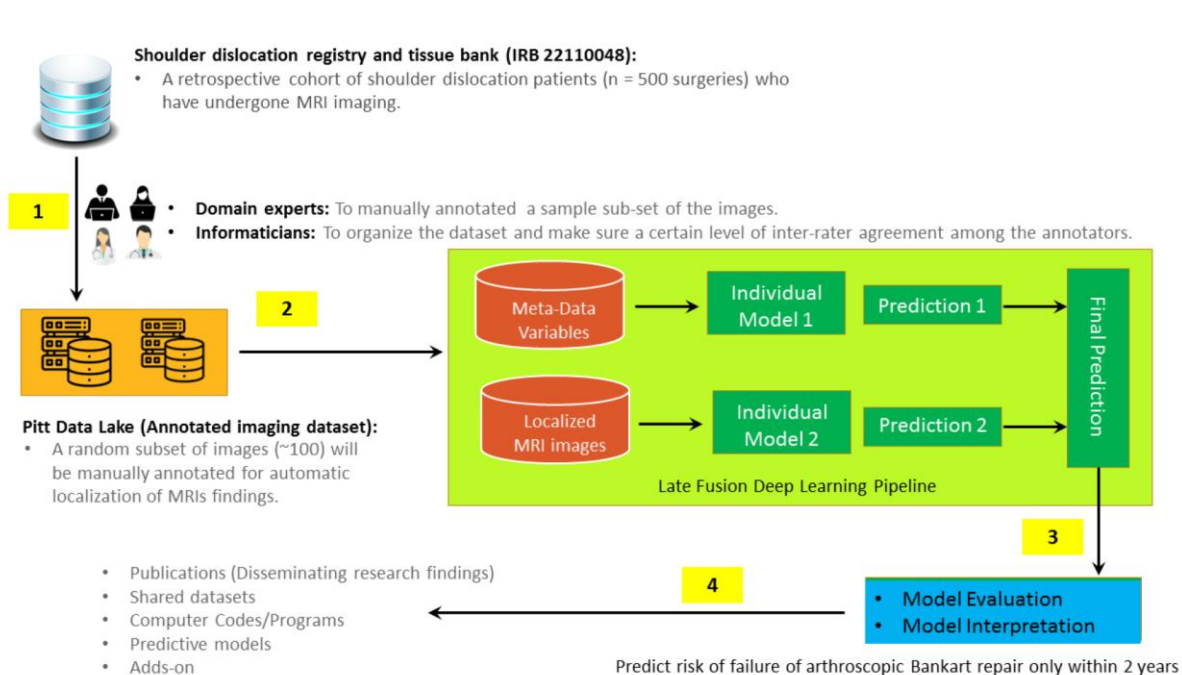 Shoulder dislocation registry and tissue bank (IRB 22110048):
• A retrospective cohort of shoulder dislocation patients (n = 500 surgeries) who
have undergone MRI imaging.
1
• Domain experts: To manually annotated a sample sub-set of the images.
• Informaticians: To organize the dataset and make sure a certain level of inter-rater agreement among the annotators.
2
Meta-Data
Variables
Individual
Model 1
Prediction 1
Final Prediction
Localized
MRI images
Individual
Model 2
Prediction 2
Late Fusion Deep Learning Pipeline
Pitt Data Lake (Annotated imaging dataset):
• A random subset of images (~100) will
be manually annotated for automatic
localization of MRIs findings.
3
• Model Evaluation
• Model Interpretation
Predict risk of failure of arthroscopic Bankart repair only within 2 years
4
• Publications (Disseminating research findings)
• Shared datasets
• Computer Codes/Programs
• Predictive models
• Adds-on